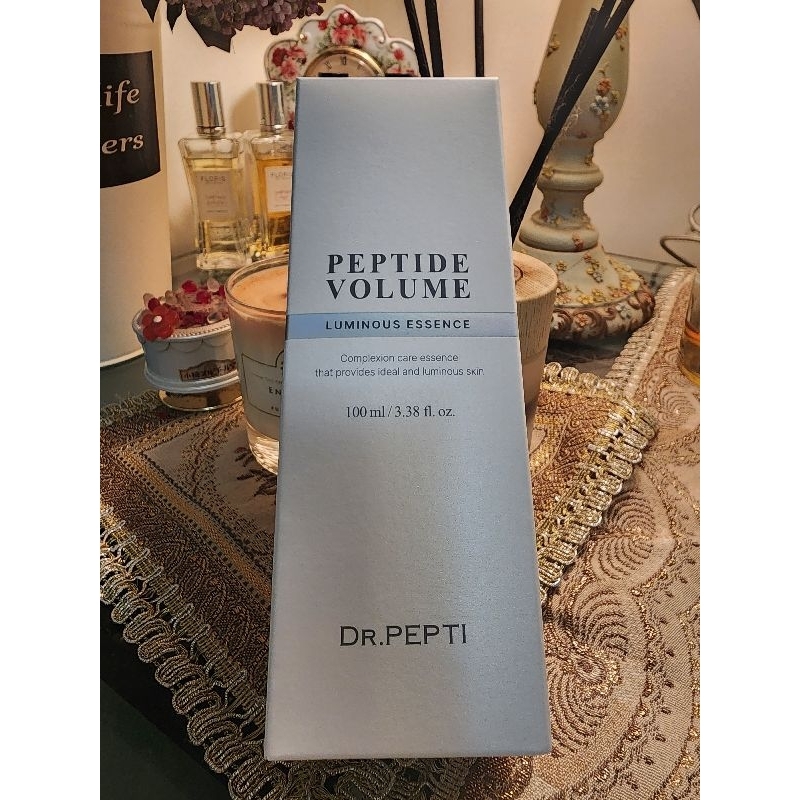 ife
ers
FLORIS
PEPTIDE
VOLUME
LUMINOUS ESSENCE
Complexion care essence
that provides ideal and luminous skin
100 ml / 3.38 fl. oz.
DR.PEPTI